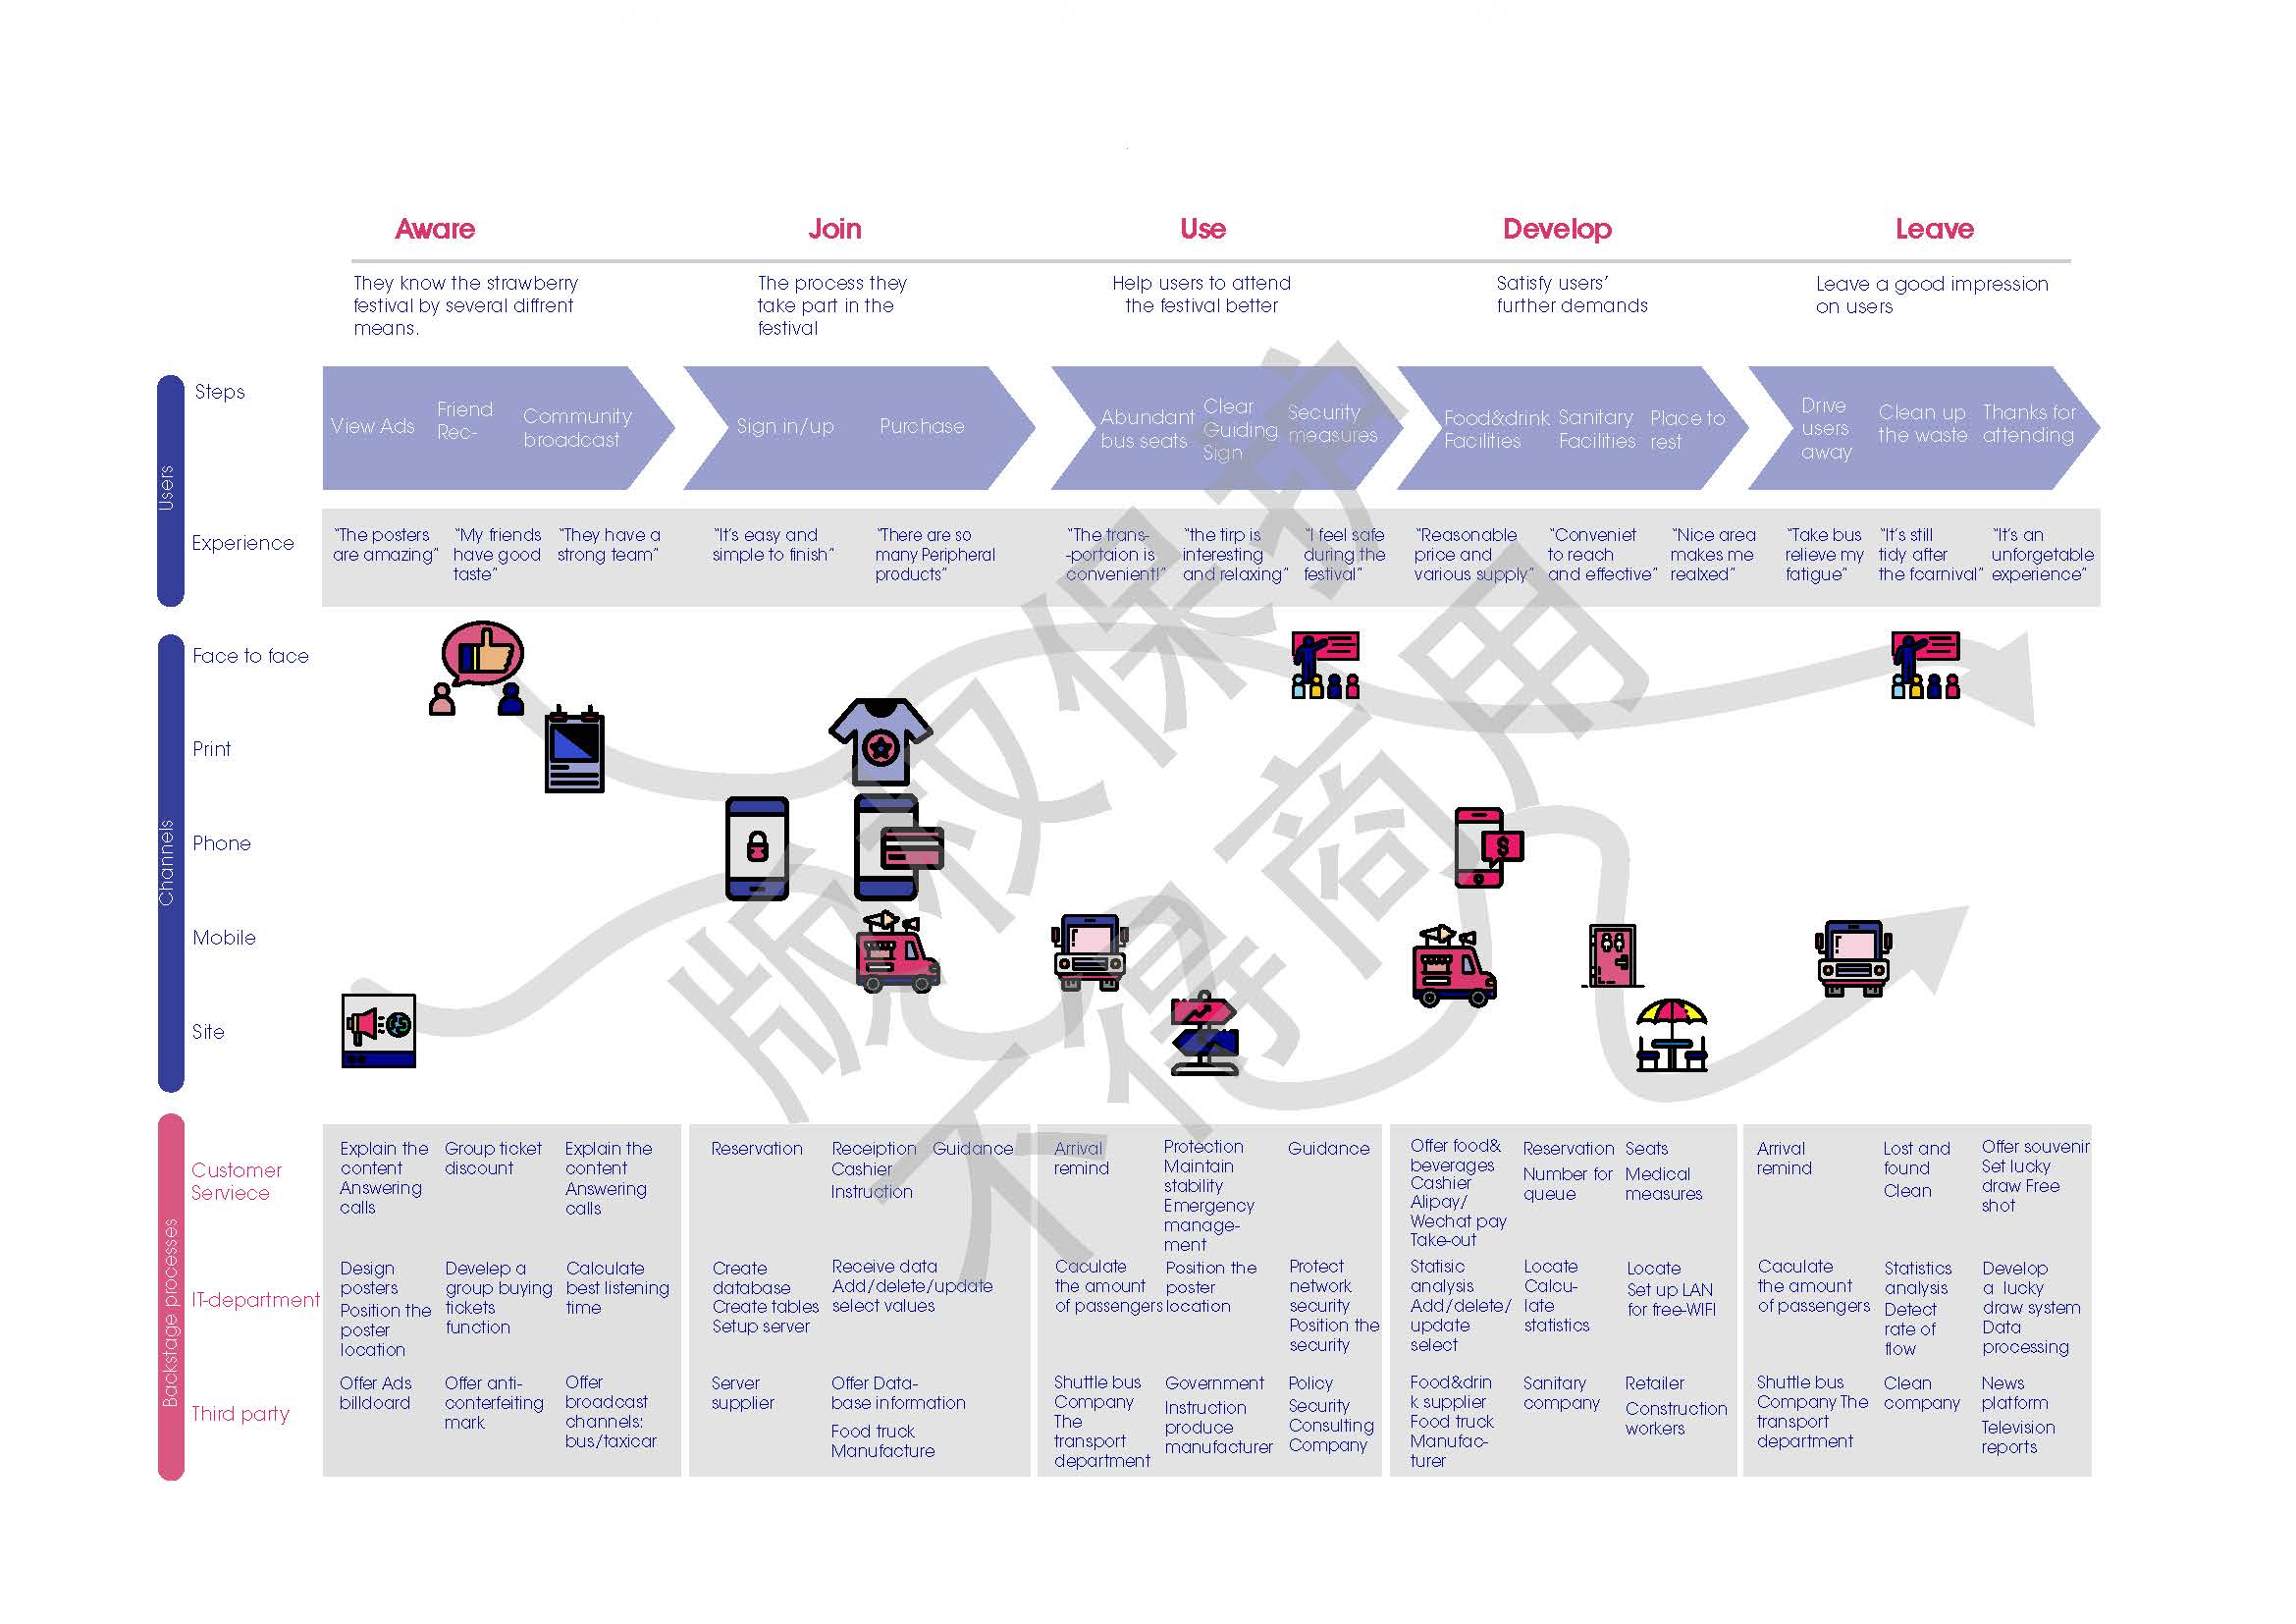 Aware
Join
Use
Develop
Leave
They know the strawberry
festival by several diffrent
means.
The process they
take part in the
festival
Help users to attend
the festival better
Satisfy users'
further demands
Leave a good impression
on users
Users
Steps
View Ads
Friend
Rec-
Community
broadcast
Sign in/up
Purchase
Abundant
bus seats
Clear
Guiding
Sign
Security
measures
Food&drink
Facilities
Sanitary
Facilities
Place to
rest
Drive
users
away
Clean up
the waste
Thanks for
attending
Experience
"The posters
are amazing"
"My friends
have good
taste"
"They have a
strong team"
"It's easy and
simple to finish"
"There are so
many Peripheral
products"
"The trans-
-portaion is
convenient!"
"the tirp is
interesting
and relaxing"
"I feel safe
during the
festival"
"Reasonable
price and
various supply"
"Conveniet
to reach
and effective"
"Nice area
makes me
realxed"
"Take bus
relieve my
fatigue"
"It's still
tidy after
the fcarnival"
"It's an
unforgetable
experience"
Channels
Face to face
Print
Phone
Mobile
Site
版权保护
不得商用
Backstage processes
Customer
Serviece
Explain the
content
Answering
calls
Group ticket
discount
Explain the
content
Answering
calls
Reservation
Receiption
Cashier
Instruction
Guidance
Arrival
remind
Protection
Maintain
stability
Emergency
manage-
ment
Guidance
Offer food&
beverages
Cashier
Alipay/
Wechat pay
Take-out
Reservation
Number for
queue
Seats
Medical
measures
Arrival
remind
Lost and
found
Clean
Offer souvenir
Set lucky
draw Free
shot
IT-department
Design
posters
Position the
poster
location
Develep a
group buying
tickets
function
Calculate
best listening
time
Create
database
Create tables
Setup server
Receive data
Add/delete/update
select values
Caculate
the amount
of passengers
Position the
poster
location
Protect
network
security
Position the
security
Statisic
analysis
Add/delete/
update
select
Locate
Calcu-
late
statistics
Locate
Set up LAN
for free-WIFI
Caculate
the amount
of passengers
Statistics
analysis
Detect
rate of
flow
Develop
a lucky
draw system
Data
processing
Third party
Offer Ads
billdoard
Offer anti-
conterfeiting
mark
Offer
broadcast
channels:
bus/taxicar
Server
supplier
Offer Data-
base information
Food truck
Manufacture
Shuttle bus
Company
The
transport
department
Government
Instruction
produce
manufacturer
Policy
Security
Consulting
Company
Food&drin
k supplier
Food truck
Manufac-
turer
Sanitary
company
Retailer
Construction
workers
Shuttle bus
Company The
transport
department
Clean
company
News
platform
Television
reports